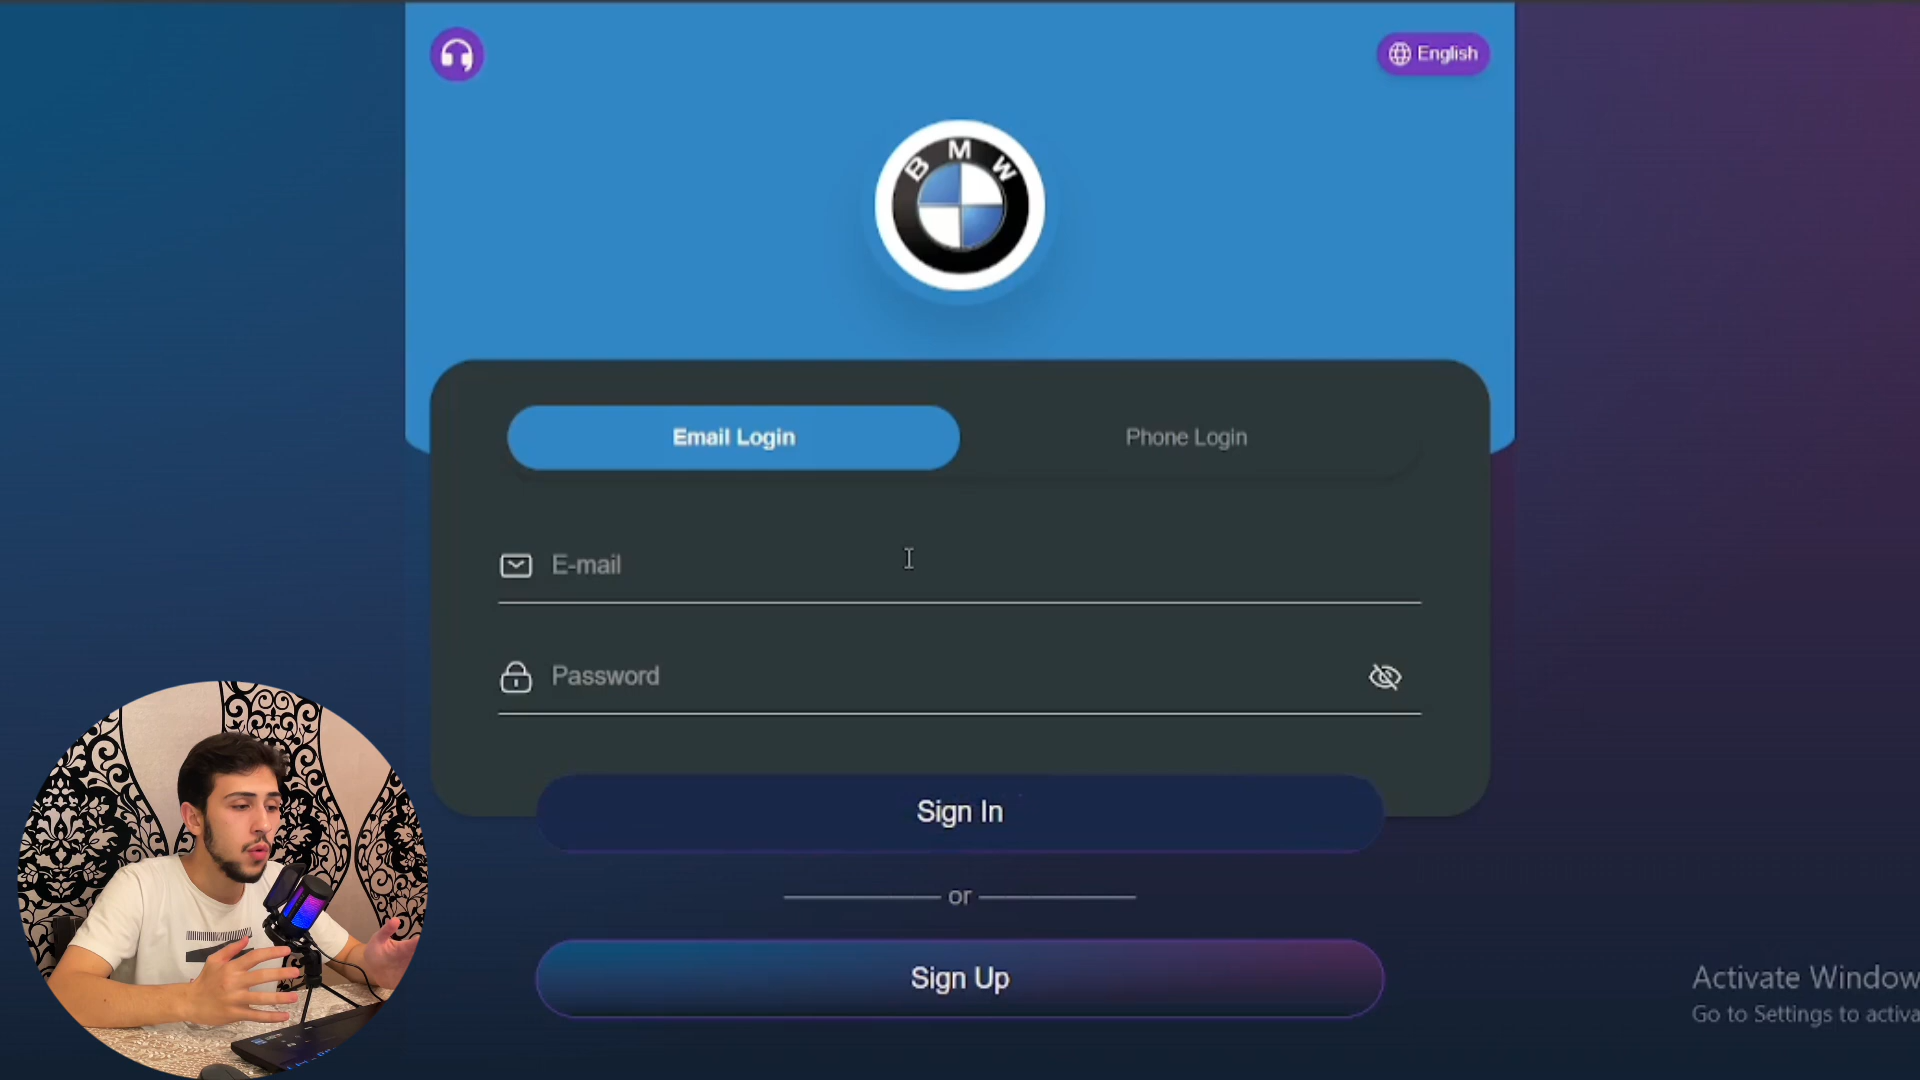 English
BMW
Email Login
Phone Login
E-mail
Password
Sign In
or
Sign Up
Activate Window
Go to Settings to activa